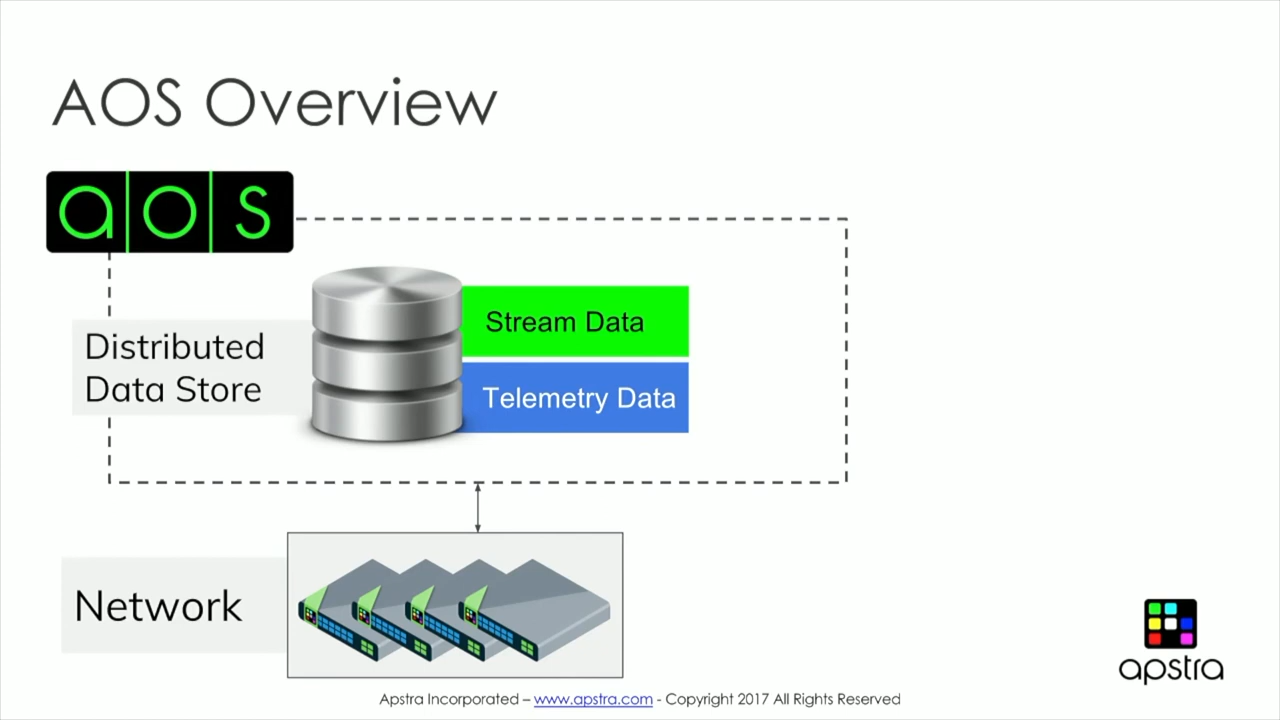 AOS Overview
aos
Stream Data
Distributed
Data Store
Telemetry Data
Network
apstra
Apstra Incorporated – www.apstra.com - Copyright 2017 All Rights Reserved